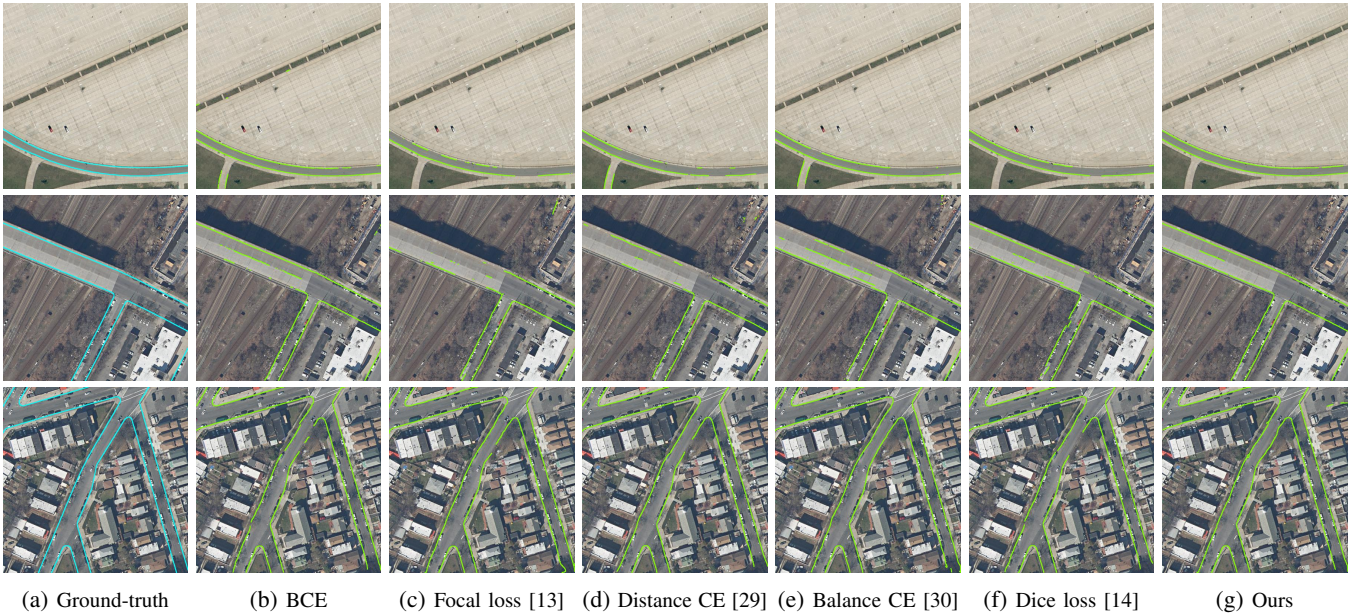 (a) Ground-truth
(b) BCE
(c) Focal loss [13]
(d) Distance CE [29]
(e) Balance CE [30]
(f) Dice loss [14]
(g) Ours